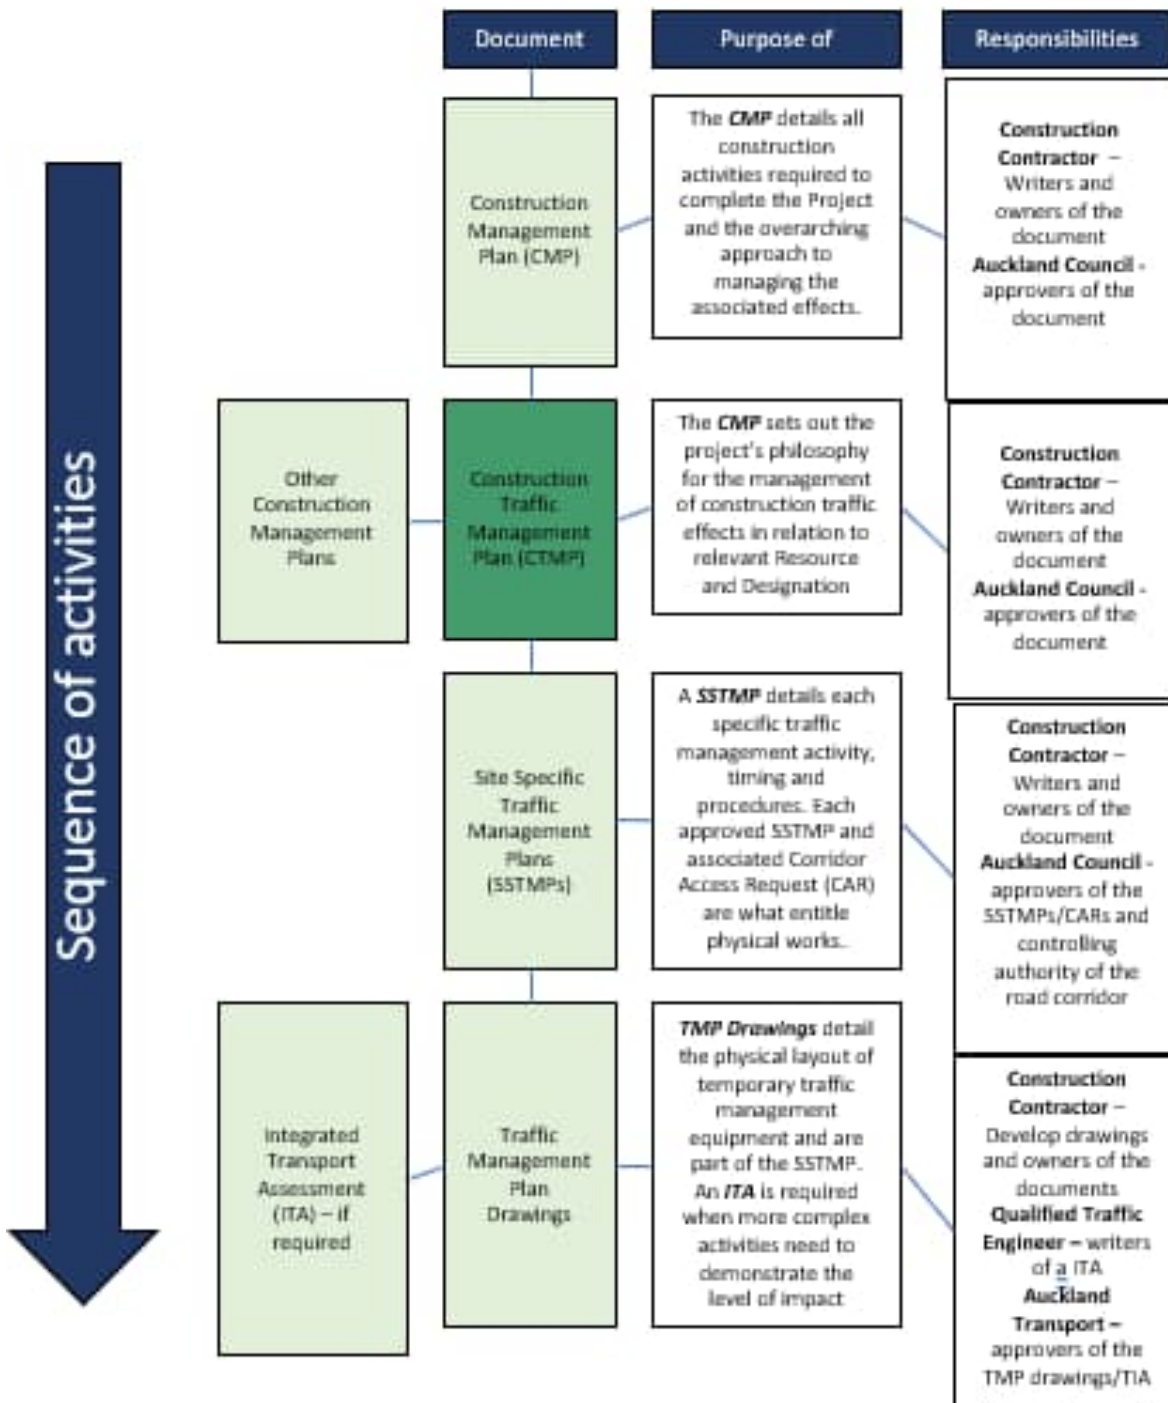 Document
Purpose of
Responsibilities
Sequence of activities
Construction
Management
Plan (CMP)
The CMP details all
construction
activities required to
complete the Project
and the overarching
approach to
managing the
associated effects.
Construction
Contractor –
Writers and
owners of the
document
Auckland Council -
approvers of the
document
Other
Construction
Management
Plans
Construction
Traffic
Management
Plan (CTMP)
The CMP sets out the
project's philosophy
for the management
of construction traffic
effects in relation to
relevant Resource
and Designation
Construction
Contractor –
Writers and
owners of the
document
Auckland Council -
approvers of the
document
Site Specific
Traffic
Management
Plans
(SSTMPs)
A SSTMP details each
specific traffic
management activity,
timing and
procedures. Each
approved SSTMP and
associated Corridor
Access Request (CAR)
are what entitle
physical works.
Construction
Contractor –
Writers and
owners of the
document
Auckland Council -
approvers of the
SSTMPs/CARs and
controlling
authority of the
road corridor
Integrated
Transport
Assessment
(ITA) – if
required
Traffic
Management
Plan
Drawings
TMP Drawings detail
the physical layout of
temporary traffic
management
equipment and are
part of the SSTMP.
An ITA is required
when more complex
activities need to
demonstrate the
level of impact
Construction
Contractor –
Develop drawings
and owners of the
documents
Qualified Traffic
Engineer – writers
of a ITA
Auckland
Transport –
approvers of the
TMP drawings/TIA